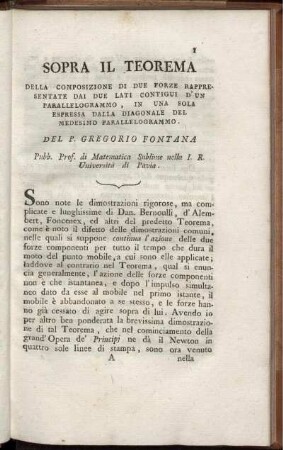 1
SOPRA IL TEOREMA
DELLA COMPOSIZIONE DI DUE FORZE RAPPRE-
SENTATE DAI DUE LATI CONTIGUI D'UN
PARALLELOGRAMMO, IN UNA SOLA
ESPRESSA DALLA DIAGONALE DEL
MEDESIMO PARALLELOGRAMMO.
DEL P. GREGORIO FONTANA
Pubb. Prof. di Matematica Sublime nella I. R.
Università di Pavia.
Sono note le dimostrazioni rigorose, ma com-
plicate e lunghissime di Dan. Bernoulli, d'Alem-
bert, Foncenex, ed altri del predetto Teorema,
come è noto il difetto delle dimostrazioni comuni,
nelle quali si suppone continua l'azione delle due
forze componenti per tutto il tempo che dura il
moto del punto mobile, a cui sono elle applicate;
laddove al contrario nel Teorema, qual si enun-
cia generalmente, l'azione delle forze componenti
non è che istantanea, e dopo l'impulso simulta-
neo dato da esse al mobile nel primo istante, il
mobile è abbandonato a se stesso, e le forze han-
no già cessato di agire sopra di lui. Avendo io
per altro ben ponderata la brevissima dimostrazio-
ne di tal Teorema, che nel cominciamento della
grand'Opera de' Principj ne dà il Newton in
quattro sole linee di stampa, sono ora venuto
A nella